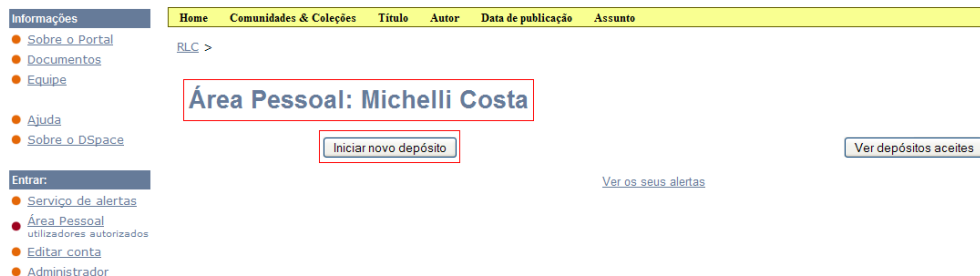 Informações
Sobre o Portal
Documentos
Equipe
Ajuda
Sobre o DSpace
Entrar:
Serviço de alertas
Área Pessoal
utilizadores autorizados
Editar conta
Administrador
Home Comunidades & Coleções Título Autor Data de publicação Assunto
RLC >
Área Pessoal: Michelli Costa
Iniciar novo depósito Ver depósitos aceites
Ver os seus alertas